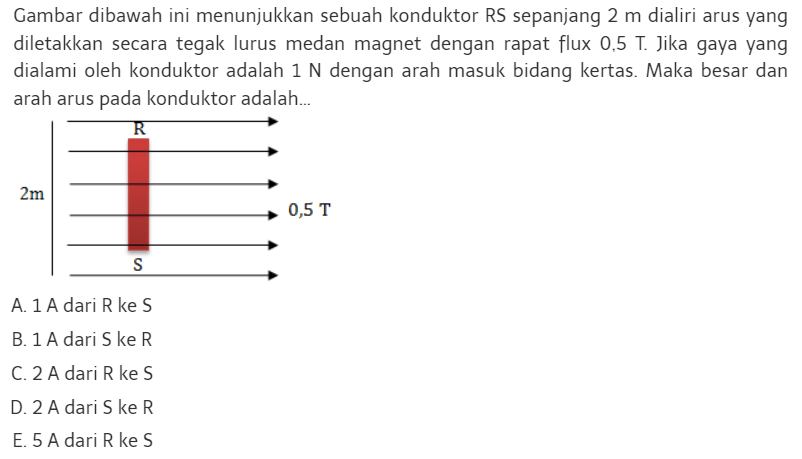 Gambar dibawah ini menunjukkan sebuah konduktor RS sepanjang 2 m dialiri arus yang
diletakkan secara tegak lurus medan magnet dengan rapat flux 0,5 T. Jika gaya yang
dialami oleh konduktor adalah 1 N dengan arah masuk bidang kertas. Maka besar dan
arah arus pada konduktor adalah...
R
2m
0,5 T
S
A. 1 A dari R ke S
B. 1 A dari S ke R
C. 2 A dari R ke S
D. 2 A dari S ke R
E. 5 A dari R ke S